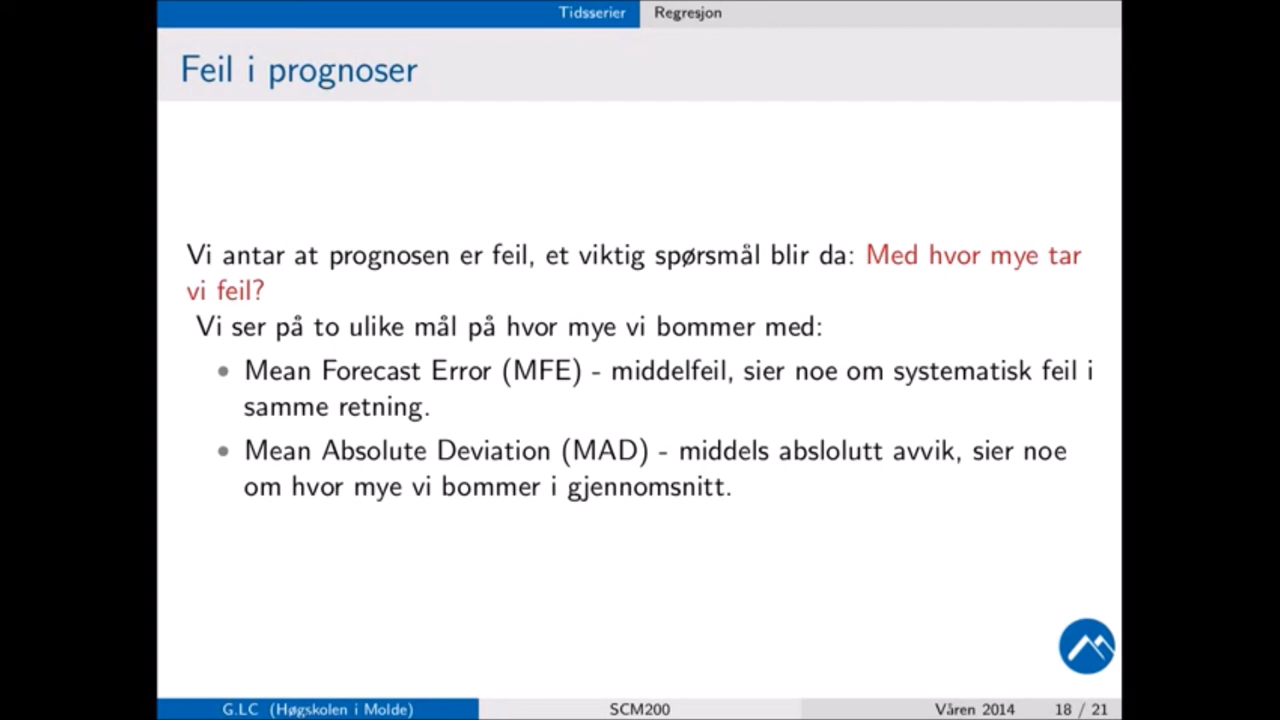 Tidsserier Regresjon
Feil i prognoser
Vi antar at prognosen er feil, et viktig spørsmål blir da: Med hvor mye tar
vi feil?
Vi ser på to ulike mål på hvor mye vi bommer med:
• Mean Forecast Error (MFE) - middelfeil, sier noe om systematisk feil i
samme retning.
• Mean Absolute Deviation (MAD) - middels abslolutt avvik, sier noe
om hvor mye vi bommer i gjennomsnitt.
G.LC (Høgskolen i Molde) SCM200 Våren 2014 18 / 21